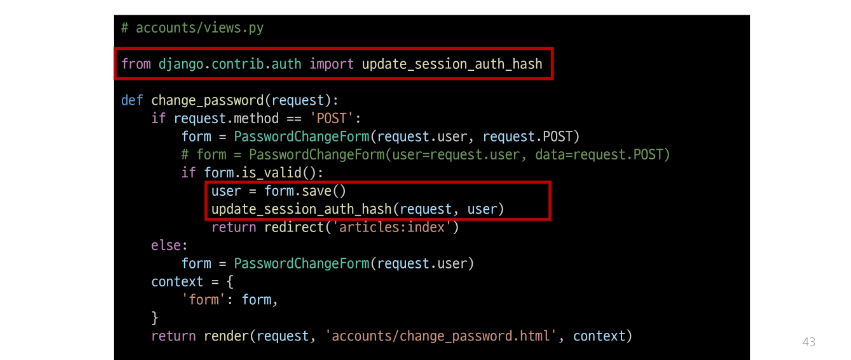 # accounts/views.py
from django.contrib.auth import update_session_auth_hash
def change_password(request):
    if request.method == 'POST':
        form = PasswordChangeForm(request.user, request.POST)
        # form = PasswordChangeForm(user=request.user, data=request.POST)
        if form.is_valid():
            user = form.save()
            update_session_auth_hash(request, user)
            return redirect('articles:index')
    else:
        form = PasswordChangeForm(request.user)
    context = {
        'form': form,
    }
    return render(request, 'accounts/change_password.html', context)
43